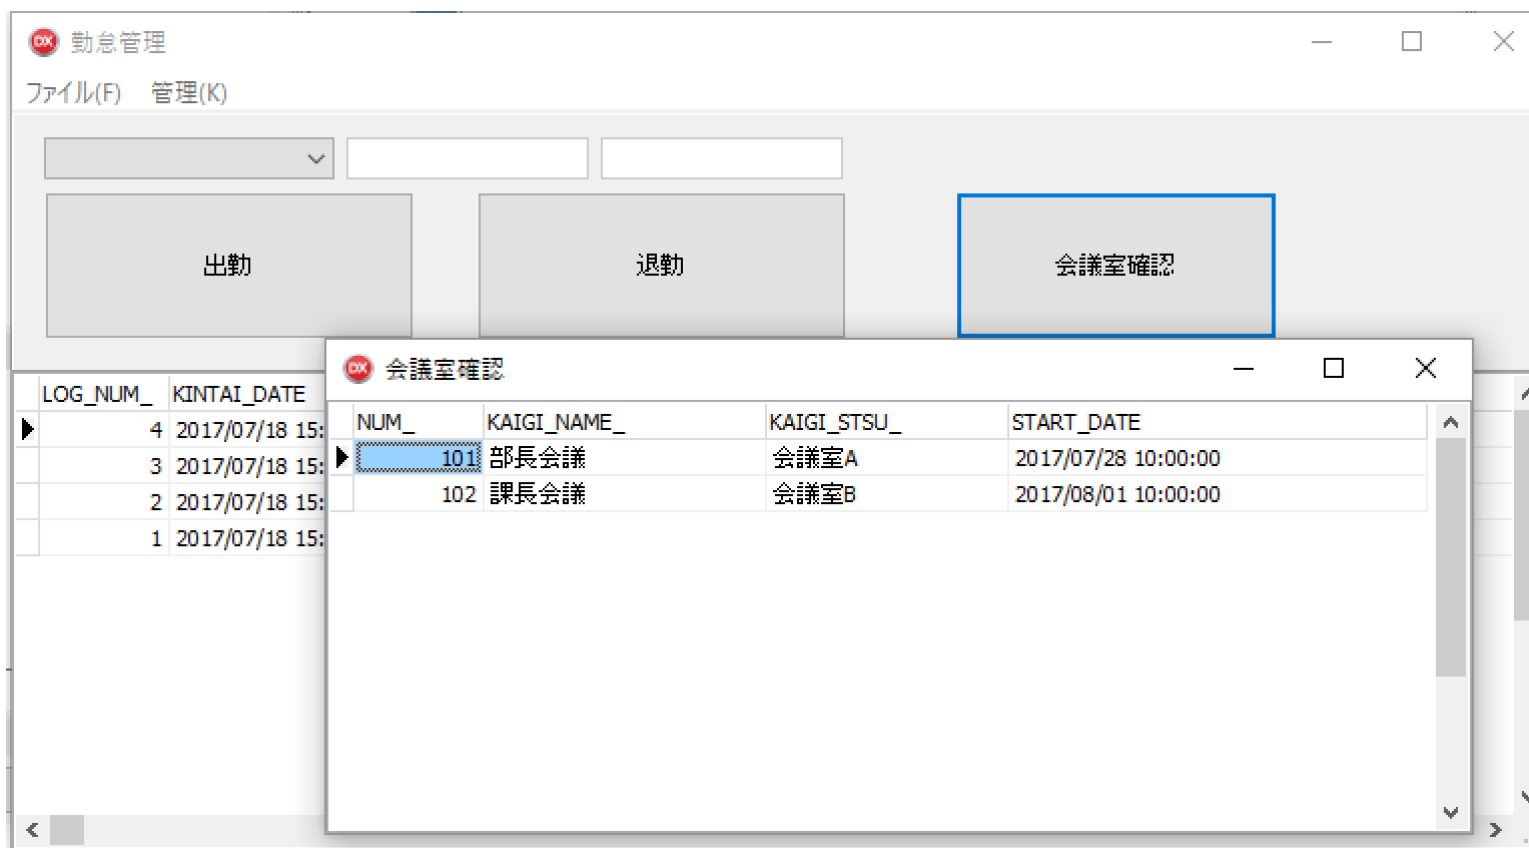 DX 勤怠管理
ファイル(F) 管理(K)
出勤 退勤 会議室確認
DX 会議室確認
LOG_NUM_ KINTAI_DATE
4 2017/07/18 15:
3 2017/07/18 15:
2 2017/07/18 15:
1 2017/07/18 15:
NUM_ KAIGI_NAME_ KAIGI_STSU_ START_DATE
101 部長会議 会議室A 2017/07/28 10:00:00
102 課長会議 会議室B 2017/08/01 10:00:00